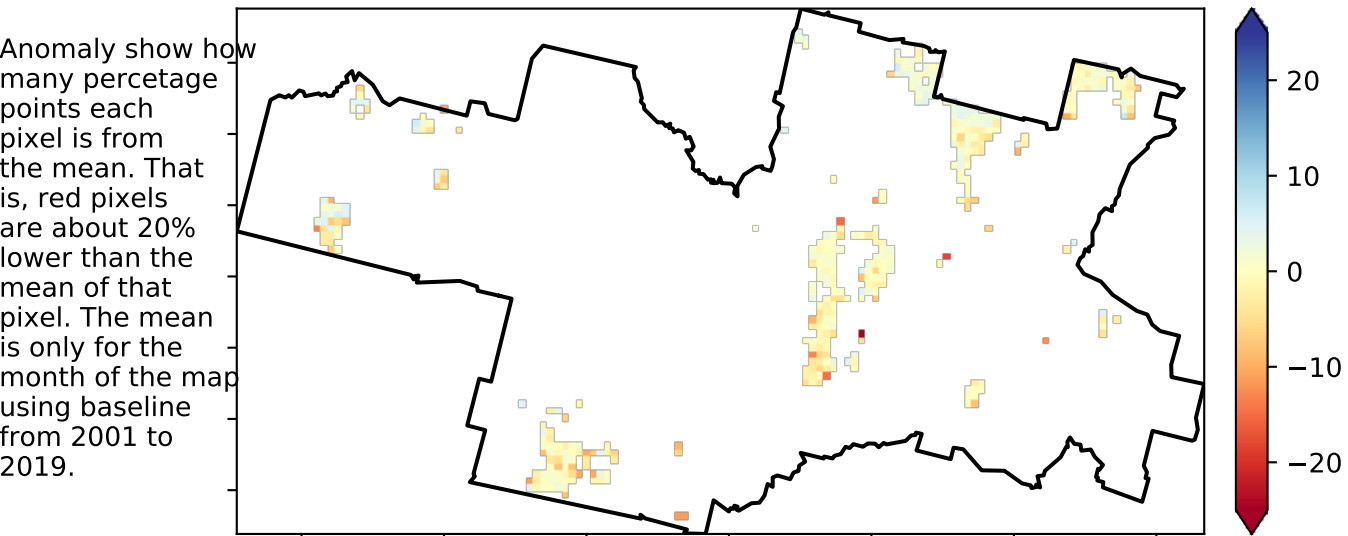 Anomaly show how
many percetage
points each
pixel is from
the mean. That
is, red pixels
are about 20%
lower than the
mean of that
pixel. The mean
is only for the
month of the map
using baseline
from 2001 to
2019.
20
10
0
−10
−20